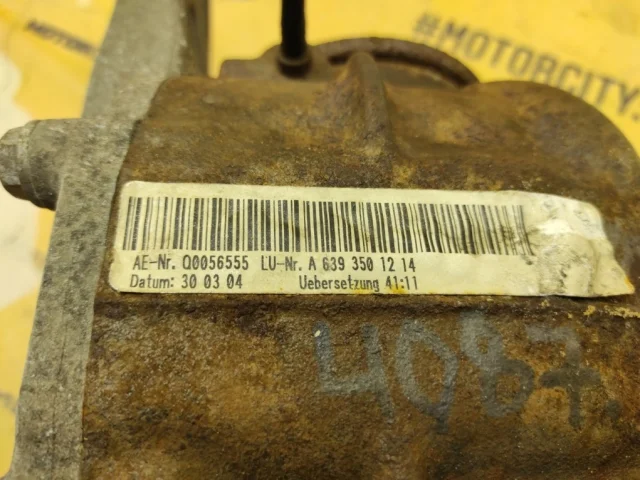 #MOTORCITY
AE-Nr. Q0056555 LU-Nr. A 639 350 12 14
Datum: 30 03 04 Uebersetzung 41:11
4087